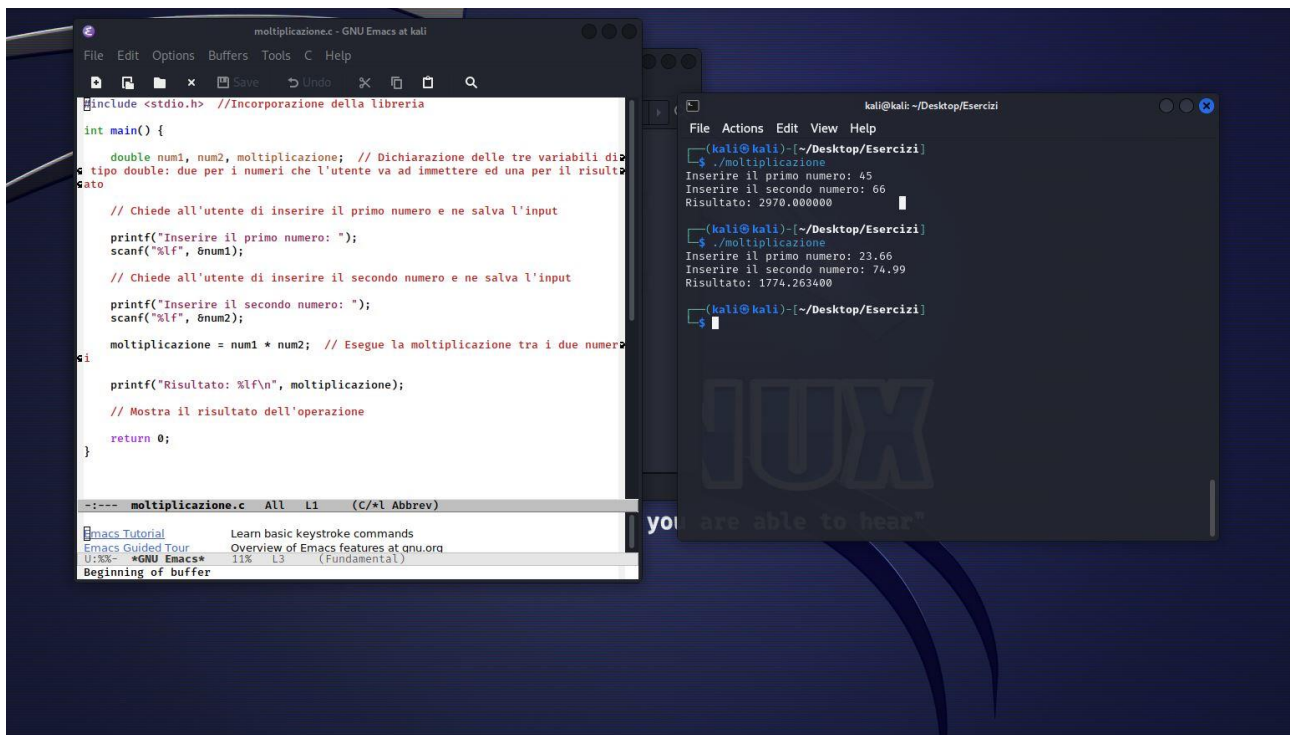 moltiplicazione.c - GNU Emacs at kali
File Edit Options Buffers Tools C Help
Save Undo
#include <stdio.h> //Incorporazione della libreria
int main() {
double num1, num2, moltiplicazione; // Dichiarazione delle tre variabili di
tipo double: due per i numeri che l'utente va ad immettere ed una per il risult
ato
// Chiede all'utente di inserire il primo numero e ne salva l'input
printf("Inserire il primo numero: ");
scanf("%lf", &num1);
// Chiede all'utente di inserire il secondo numero e ne salva l'input
printf("Inserire il secondo numero: ");
scanf("%lf", &num2);
moltiplicazione = num1 * num2; // Esegue la moltiplicazione tra i due numer
i
printf("Risultato: %lf\n", moltiplicazione);
// Mostra il risultato dell'operazione
return 0;
}
-:--- moltiplicazione.c All L1 (C/*l Abbrev)
Emacs Tutorial Learn basic keystroke commands
Emacs Guided Tour Overview of Emacs features at gnu.org
U:%%- *GNU Emacs* 11% L3 (Fundamental)
Beginning of buffer
kali@kali: ~/Desktop/Esercizi
File Actions Edit View Help
(kali㉿kali)-[~/Desktop/Esercizi]
$ ./moltiplicazione
Inserire il primo numero: 45
Inserire il secondo numero: 66
Risultato: 2970.000000
(kali㉿kali)-[~/Desktop/Esercizi]
$ ./moltiplicazione
Inserire il primo numero: 23.66
Inserire il secondo numero: 74.99
Risultato: 1774.263400
(kali㉿kali)-[~/Desktop/Esercizi]
$
NUX
you are able to hear"